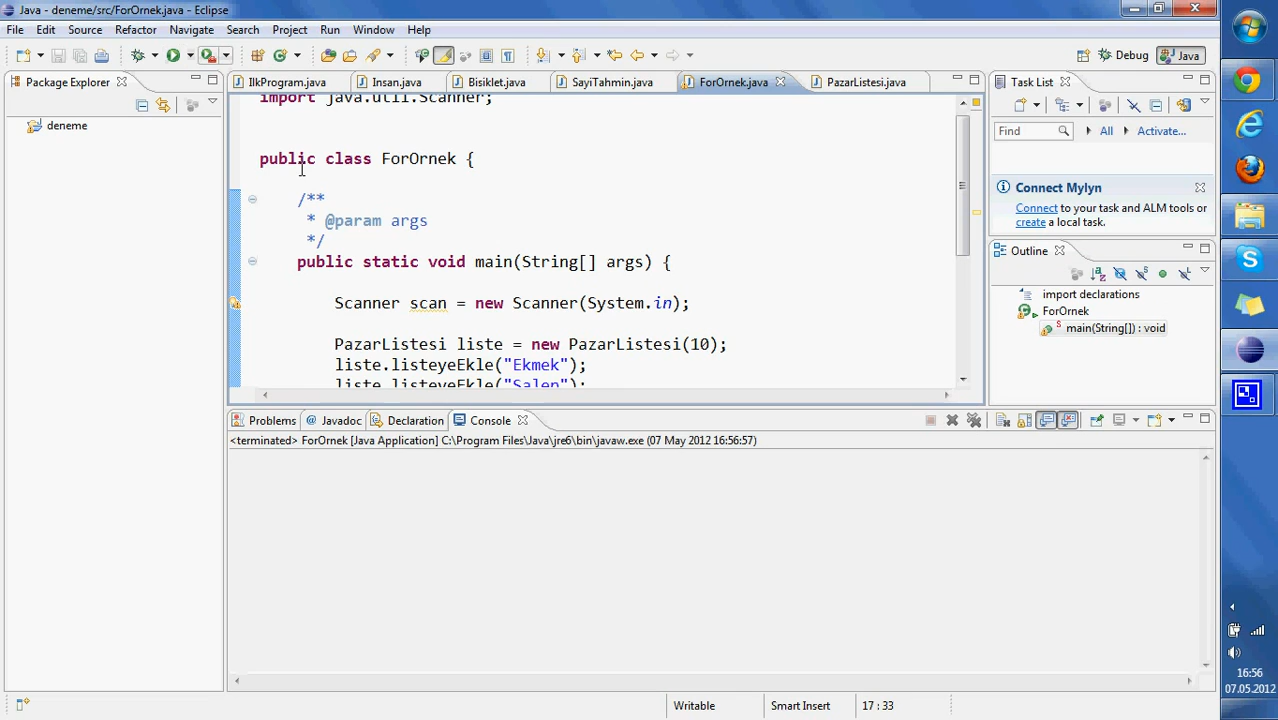 Java - deneme/src/ForOrnek.java - Eclipse
File Edit Source Refactor Navigate Search Project Run Window Help
Debug Java
Package Explorer
deneme
IlkProgram.java Insan.java Bisiklet.java SayiTahmin.java ForOrnek.java PazarListesi.java
import java.util.Scanner;
public class ForOrnek {
/**
* @param args
*/
public static void main(String[] args) {
Scanner scan = new Scanner(System.in);
PazarListesi liste = new PazarListesi(10);
liste.listeyeEkle("Ekmek");
liste.listeyeEkle("Salep");
Task List
Find All Activate...
Connect Mylyn
Connect to your task and ALM tools or
create a local task.
Outline
import declarations
ForOrnek
main(String[]) : void
Problems Javadoc Declaration Console
<terminated> ForOrnek [Java Application] C:\Program Files\Java\jre6\bin\javaw.exe (07 May 2012 16:56:57)
Writable Smart Insert 17 : 33
16:56
07.05.2012